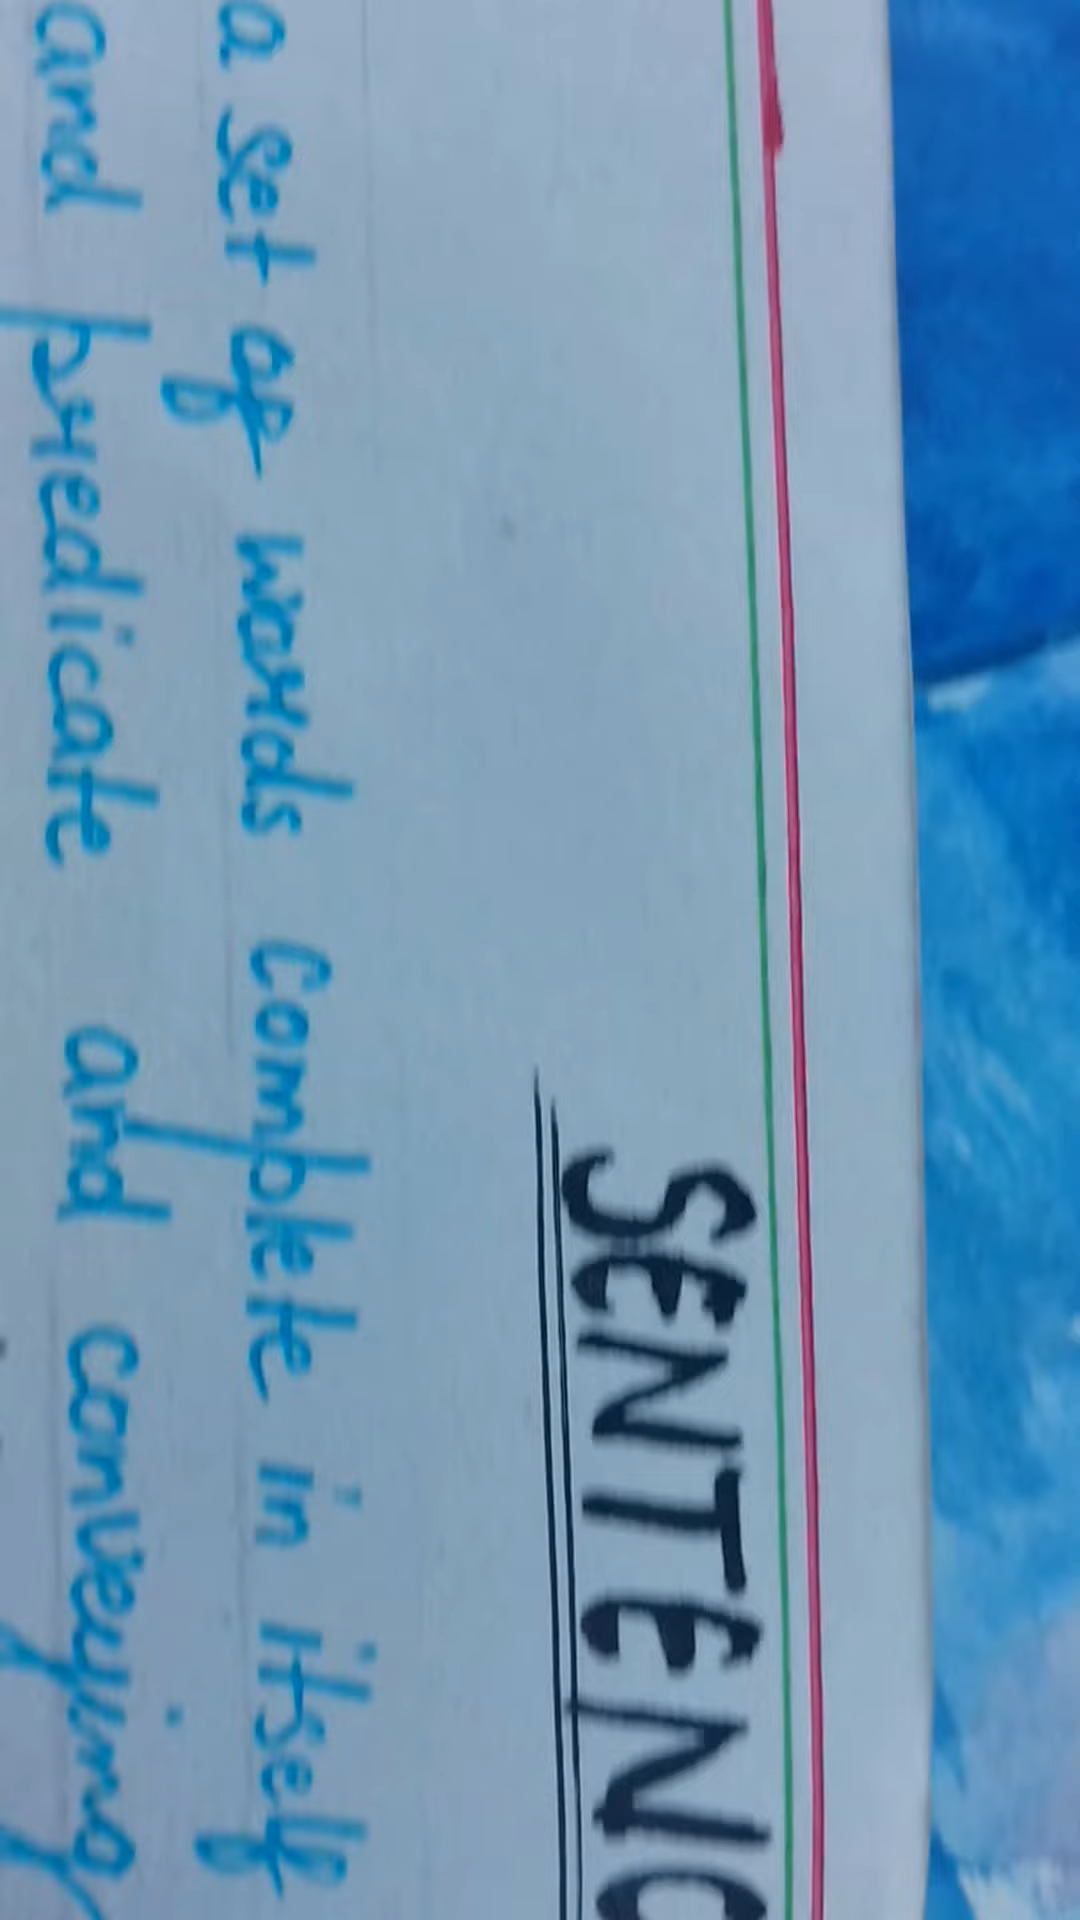 SENTENC
a set of words complete in itself
and predicate and conveying